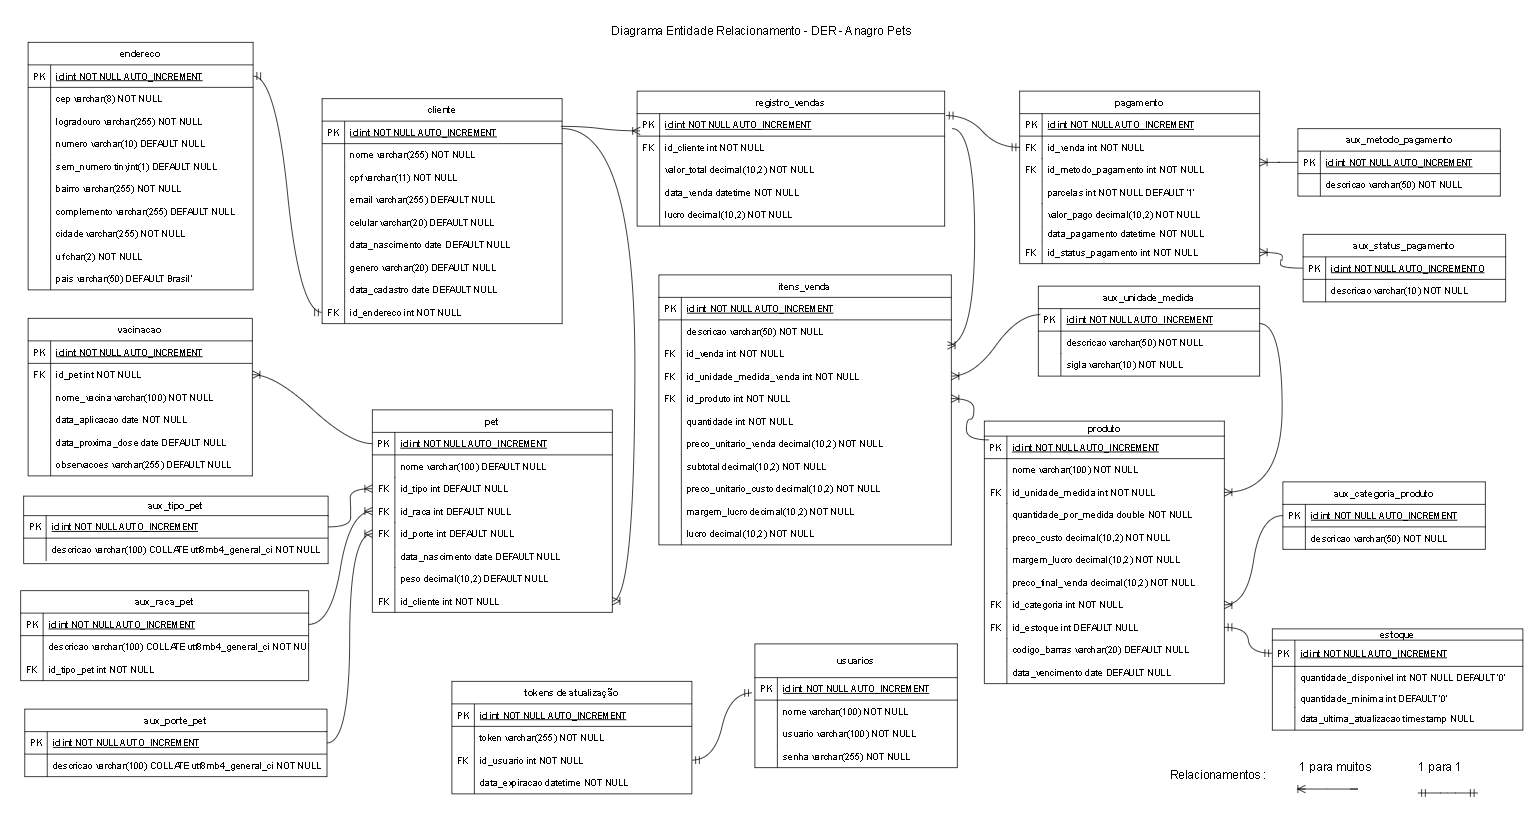 Diagrama Entidade Relacionamento - DER - Anagro Pets
endereco
PK id int NOT NULL AUTO_INCREMENT
cep varchar(8) NOT NULL
logradouro varchar(255) NOT NULL
numero varchar(10) DEFAULT NULL
sem_numero tinyint(1) DEFAULT NULL
bairro varchar(255) NOT NULL
complemento varchar(255) DEFAULT NULL
cidade varchar(255) NOT NULL
uf char(2) NOT NULL
pais varchar(50) DEFAULT Brasil'
cliente
PK id int NOT NULL AUTO_INCREMENT
nome varchar(255) NOT NULL
cpf varchar(11) NOT NULL
email varchar(255) DEFAULT NULL
celular varchar(20) DEFAULT NULL
data_nascimento date DEFAULT NULL
genero varchar(20) DEFAULT NULL
data_cadastro date DEFAULT NULL
FK id_endereco int NOT NULL
registro_vendas
PK id int NOT NULL AUTO_INCREMENT
FK id_cliente int NOT NULL
valor_total decimal(10,2) NOT NULL
data_venda datetime NOT NULL
lucro decimal(10,2) NOT NULL
pagamento
PK id int NOT NULL AUTO_INCREMENT
FK id_venda int NOT NULL
FK id_metodo_pagamento int NOT NULL
parcelas int NOT NULL DEFAULT '1'
valor_pago decimal(10,2) NOT NULL
data_pagamento datetime NOT NULL
FK id_status_pagamento int NOT NULL
aux_metodo_pagamento
PK id int NOT NULL AUTO_INCREMENT
descricao varchar(50) NOT NULL
aux_status_pagamento
PK id int NOT NULL AUTO_INCREMENTO
descricao varchar(10) NOT NULL
vacinacao
PK id int NOT NULL AUTO_INCREMENT
FK id_pet int NOT NULL
nome_vacina varchar(100) NOT NULL
data_aplicacao date NOT NULL
data_proxima_dose date DEFAULT NULL
observacoes varchar(255) DEFAULT NULL
itens_venda
PK id int NOT NULL AUTO_INCREMENT
descricao varchar(50) NOT NULL
FK id_venda int NOT NULL
FK id_unidade_medida_venda int NOT NULL
FK id_produto int NOT NULL
quantidade int NOT NULL
preco_unitario_venda decimal(10,2) NOT NULL
subtotal decimal(10,2) NOT NULL
preco_unitario_custo decimal(10,2) NOT NULL
margem_lucro decimal(10,2) NOT NULL
lucro decimal(10,2) NOT NULL
aux_unidade_medida
PK id int NOT NULL AUTO_INCREMENT
descricao varchar(50) NOT NULL
sigla varchar(10) NOT NULL
pet
PK id int NOT NULL AUTO_INCREMENT
nome varchar(100) DEFAULT NULL
FK id_tipo int DEFAULT NULL
FK id_raca int DEFAULT NULL
FK id_porte int DEFAULT NULL
data_nascimento date DEFAULT NULL
peso decimal(10,2) DEFAULT NULL
FK id_cliente int NOT NULL
produto
PK id int NOT NULL AUTO_INCREMENT
nome varchar(100) NOT NULL
FK id_unidade_medida int NOT NULL
quantidade_por_medida double NOT NULL
preco_custo decimal(10,2) NOT NULL
margem_lucro decimal(10,2) NOT NULL
preco_final_venda decimal(10,2) NOT NULL
FK id_categoria int NOT NULL
FK id_estoque int DEFAULT NULL
codigo_barras varchar(20) DEFAULT NULL
data_vencimento date DEFAULT NULL
aux_categoria_produto
PK id int NOT NULL AUTO_INCREMENT
descricao varchar(50) NOT NULL
aux_tipo_pet
PK id int NOT NULL AUTO_INCREMENT
descricao varchar(100) COLLATE utf8mb4_general_ci NOT NULL
aux_raca_pet
PK id int NOT NULL AUTO_INCREMENT
descricao varchar(100) COLLATE utf8mb4_general_ci NOT NUL
FK id_tipo_pet int NOT NULL
aux_porte_pet
PK id int NOT NULL AUTO_INCREMENT
descricao varchar(100) COLLATE utf8mb4_general_ci NOT NULL
tokens de atualização
PK id int NOT NULL AUTO_INCREMENT
token varchar(255) NOT NULL
FK id_usuario int NOT NULL
data_expiracao datetime NOT NULL
usuarios
PK id int NOT NULL AUTO_INCREMENT
nome varchar(100) NOT NULL
usuario varchar(100) NOT NULL
senha varchar(255) NOT NULL
estoque
PK id int NOT NULL AUTO_INCREMENT
quantidade_disponivel int NOT NULL DEFAULT '0'
quantidade_minima int DEFAULT '0'
data_ultima_atualizacao timestamp NULL
Relacionamentos :
1 para muitos
1 para 1